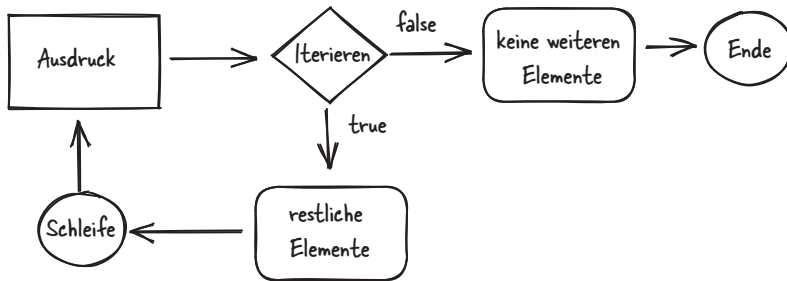 Ausdruck
Iterieren
false
keine weiteren
Elemente
Ende
true
restliche
Elemente
Schleife